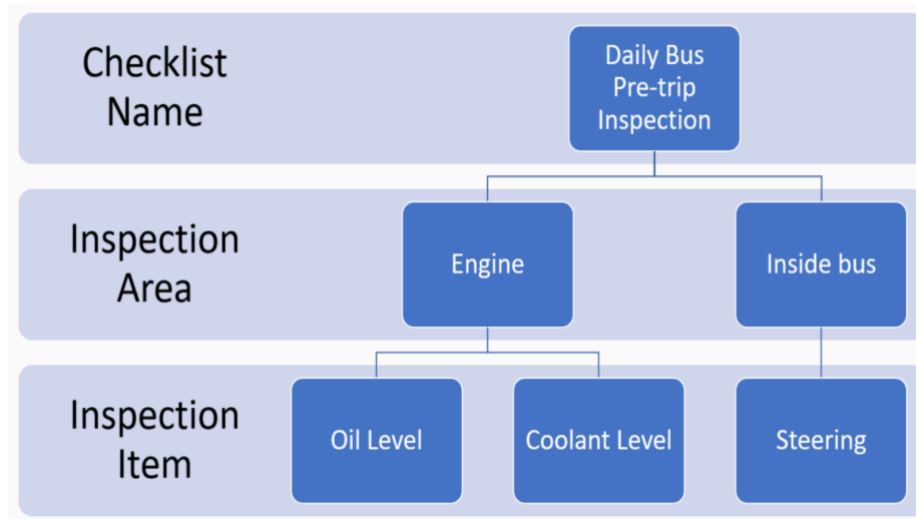 Checklist
Name
Daily Bus
Pre-trip
Inspection
Inspection
Area
Engine
Inside bus
Inspection
Item
Oil Level
Coolant Level
Steering